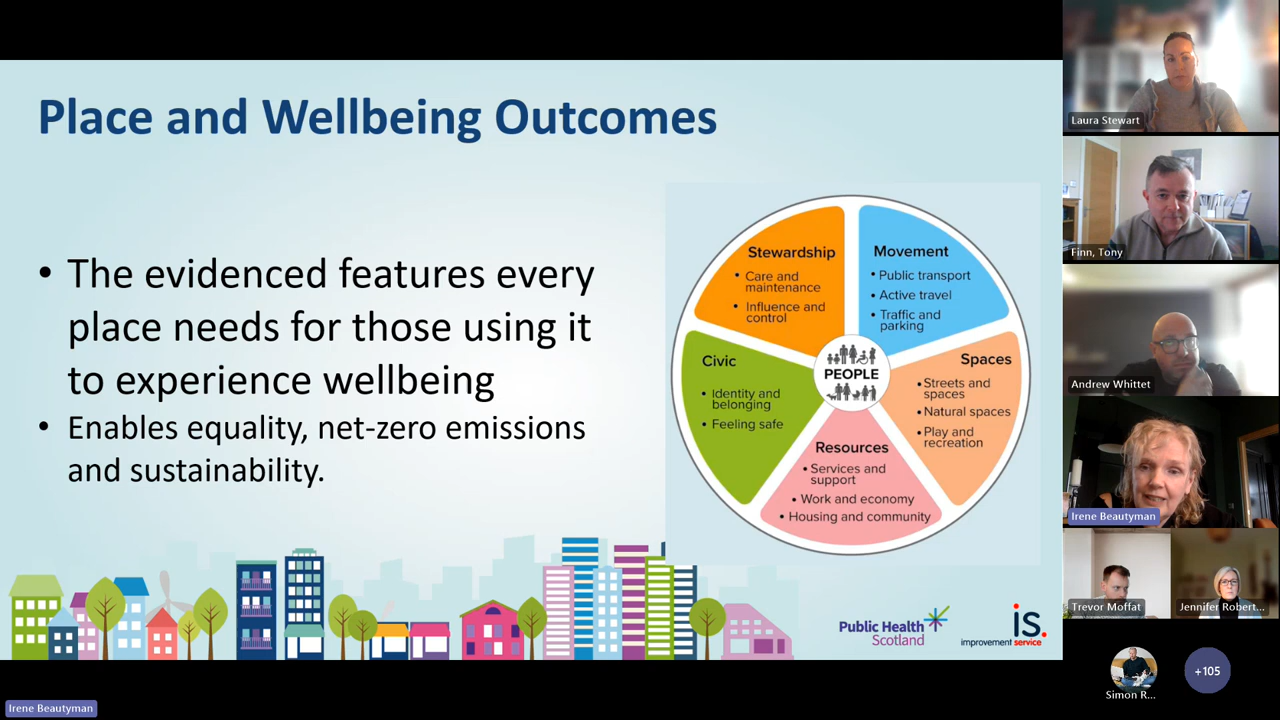 Place and Wellbeing Outcomes
• The evidenced features every
place needs for those using it
to experience wellbeing
• Enables equality, net-zero emissions
and sustainability.
Stewardship
• Care and
maintenance
• Influence and
control
Movement
• Public transport
• Active travel
• Traffic and
parking
Civic
• Identity and
belonging
• Feeling safe
PEOPLE
Spaces
• Streets and
spaces
• Natural spaces
• Play and
recreation
Resources
• Services and
support
• Work and economy
• Housing and community
Public Health
Scotland
is.
improvement service
Laura Stewart
Finn, Tony
Andrew Whittet
Irene Beautyman
Trevor Moffat
Jennifer Robert...
Simon R...
+105
Irene Beautyman